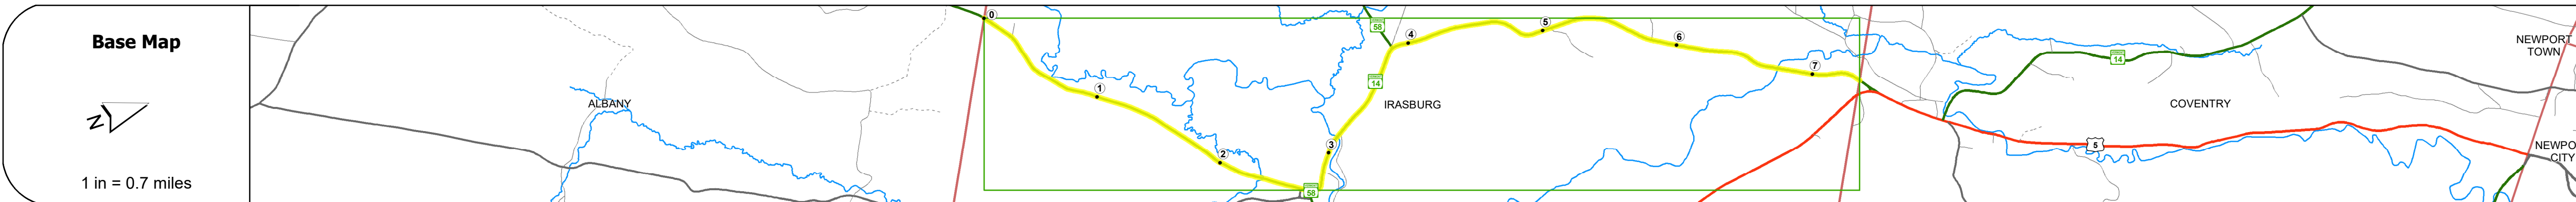 Base Map
N
1 in = 0.7 miles
ALBANY
0
1
2
58
3
58
14
4
IRASBURG
5
6
7
14
COVENTRY
5
NEWPORT
TOWN
NEWPO
CITY